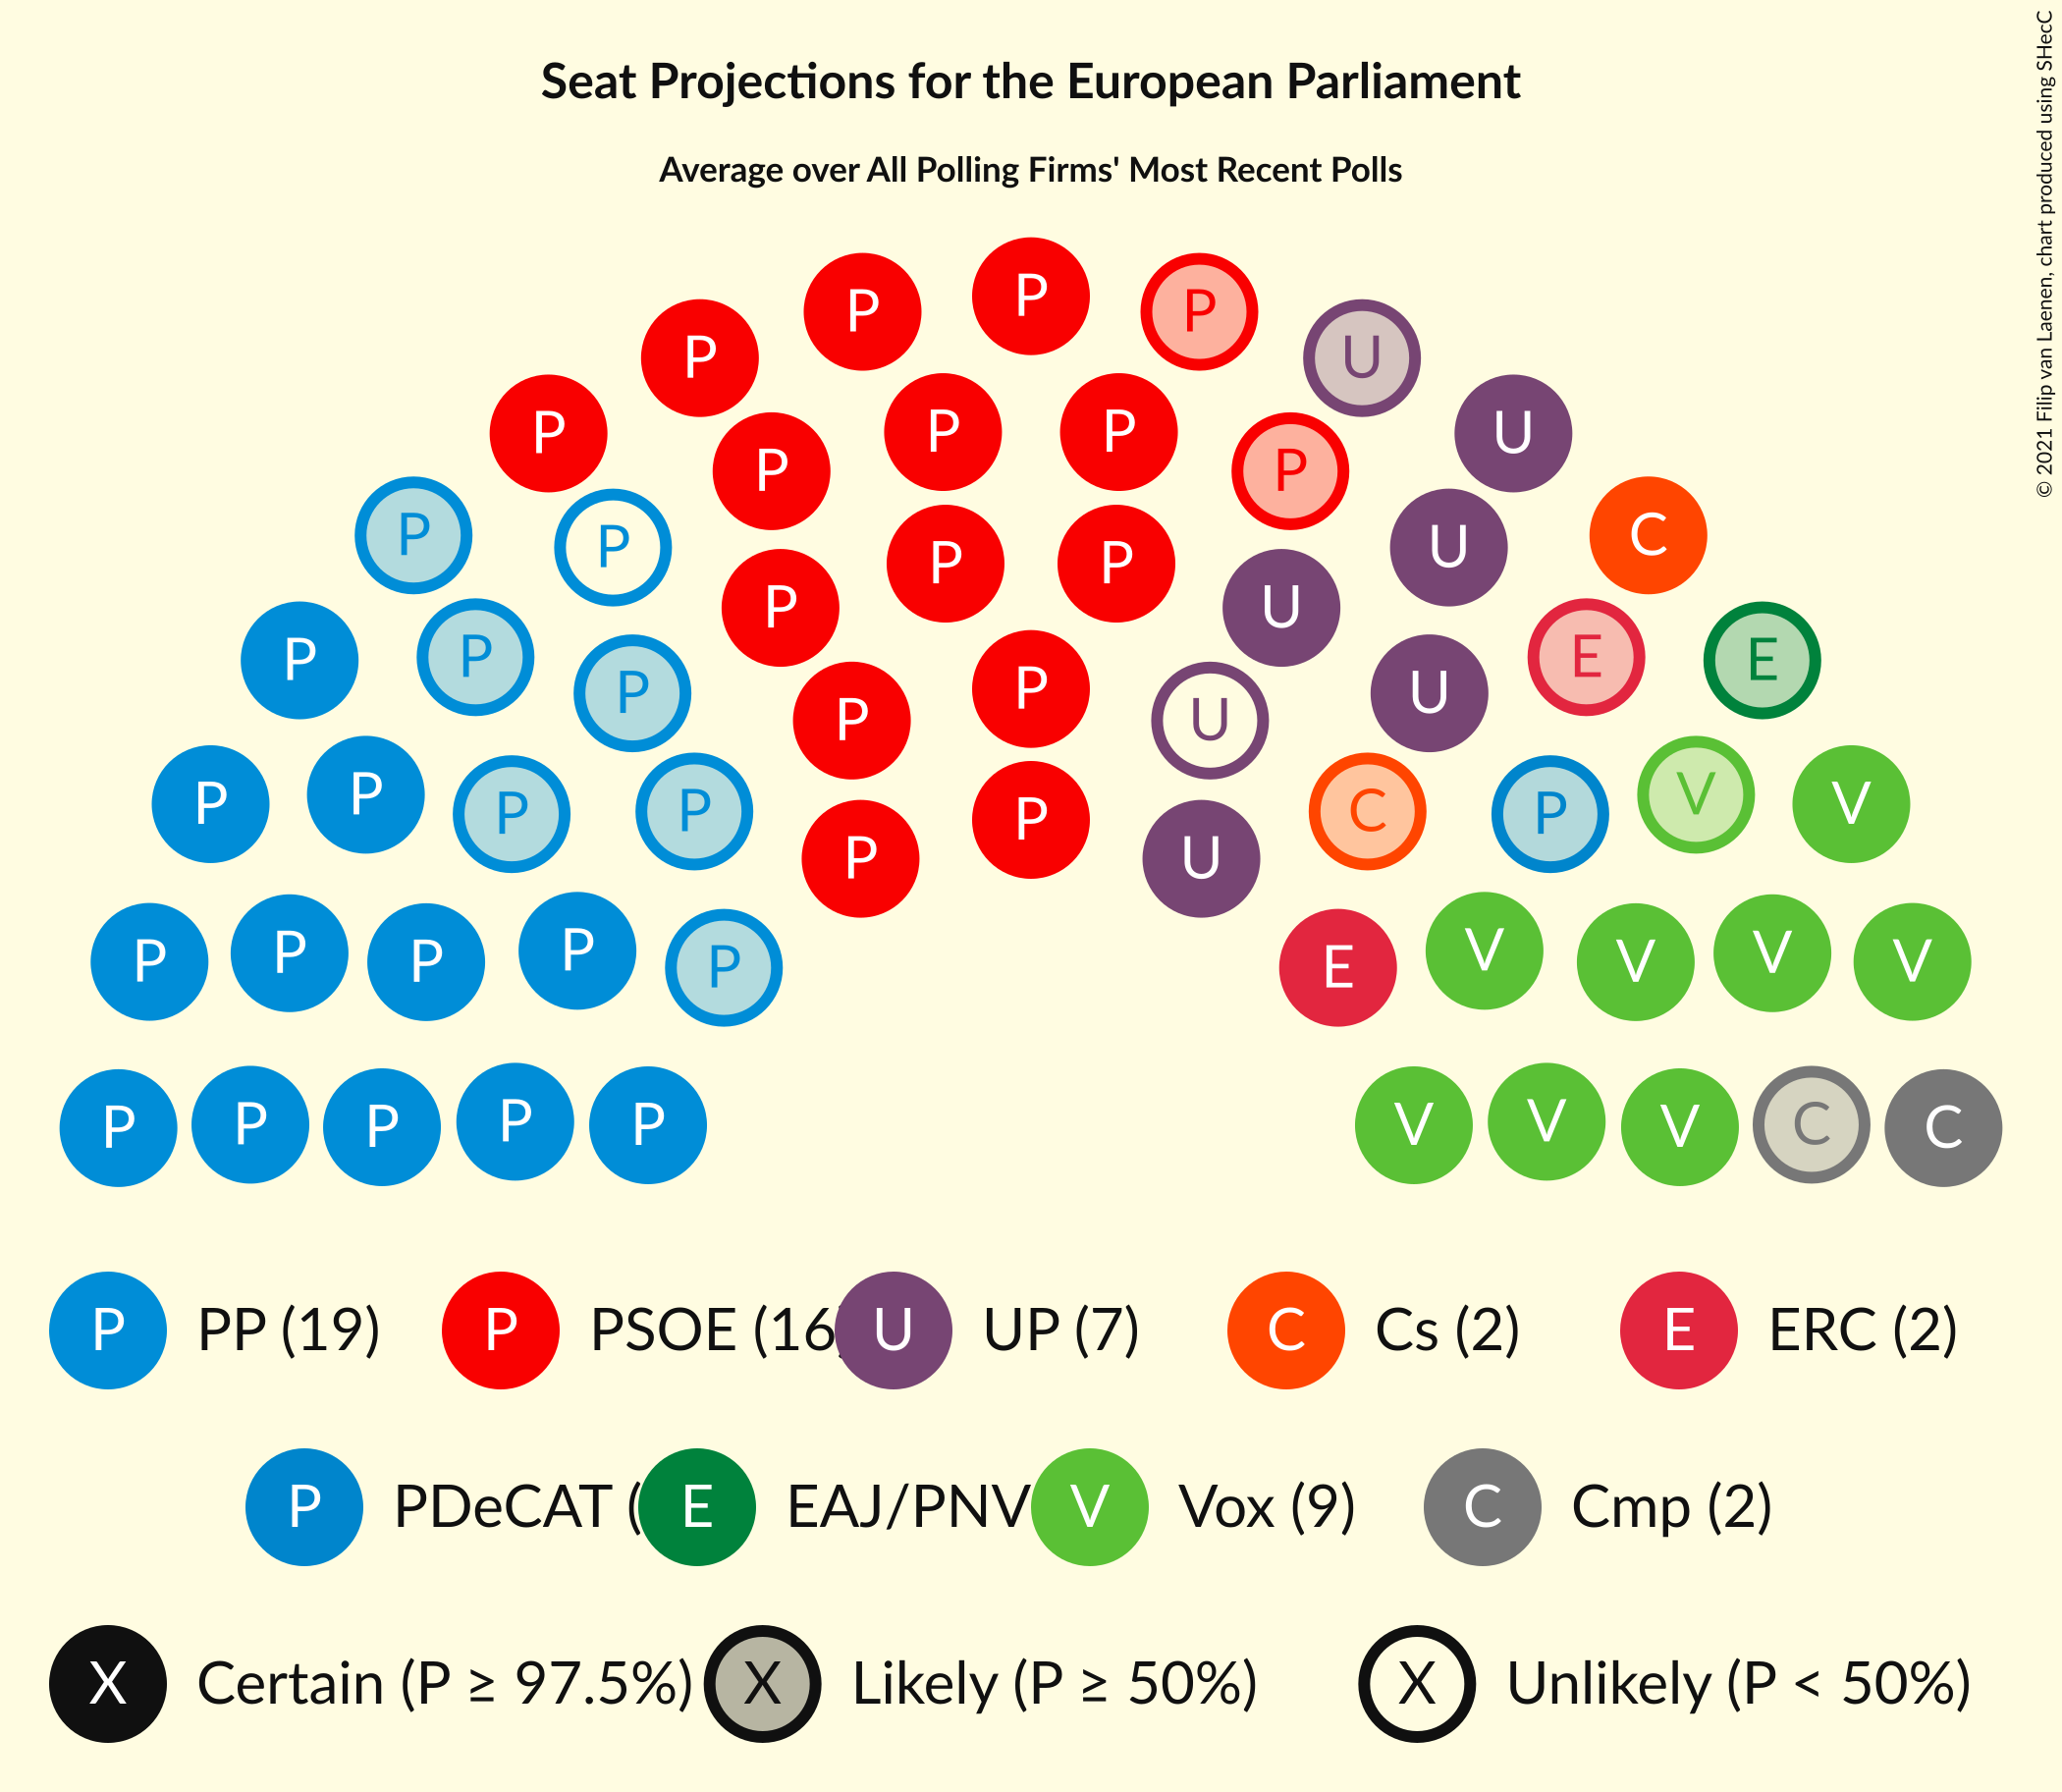 Seat Projections for the European Parliament
Average over All Polling Firms' Most Recent Polls
© 2021 Filip van Laenen, chart produced using SHecC
P P P P U
P P P P U
P P P P C
P P P P U
P P P U E E
P P P P U U
P P P P C P V V
P P U
P P P P P E V V V V
P P P P P V V V C C
P PP (19) P PSOE (16 U UP (7) C Cs (2) E ERC (2)
P PDeCAT ( E EAJ/PNV V Vox (9) C Cmp (2)
X Certain (P ≥ 97.5%) X Likely (P ≥ 50%) X Unlikely (P < 50%)